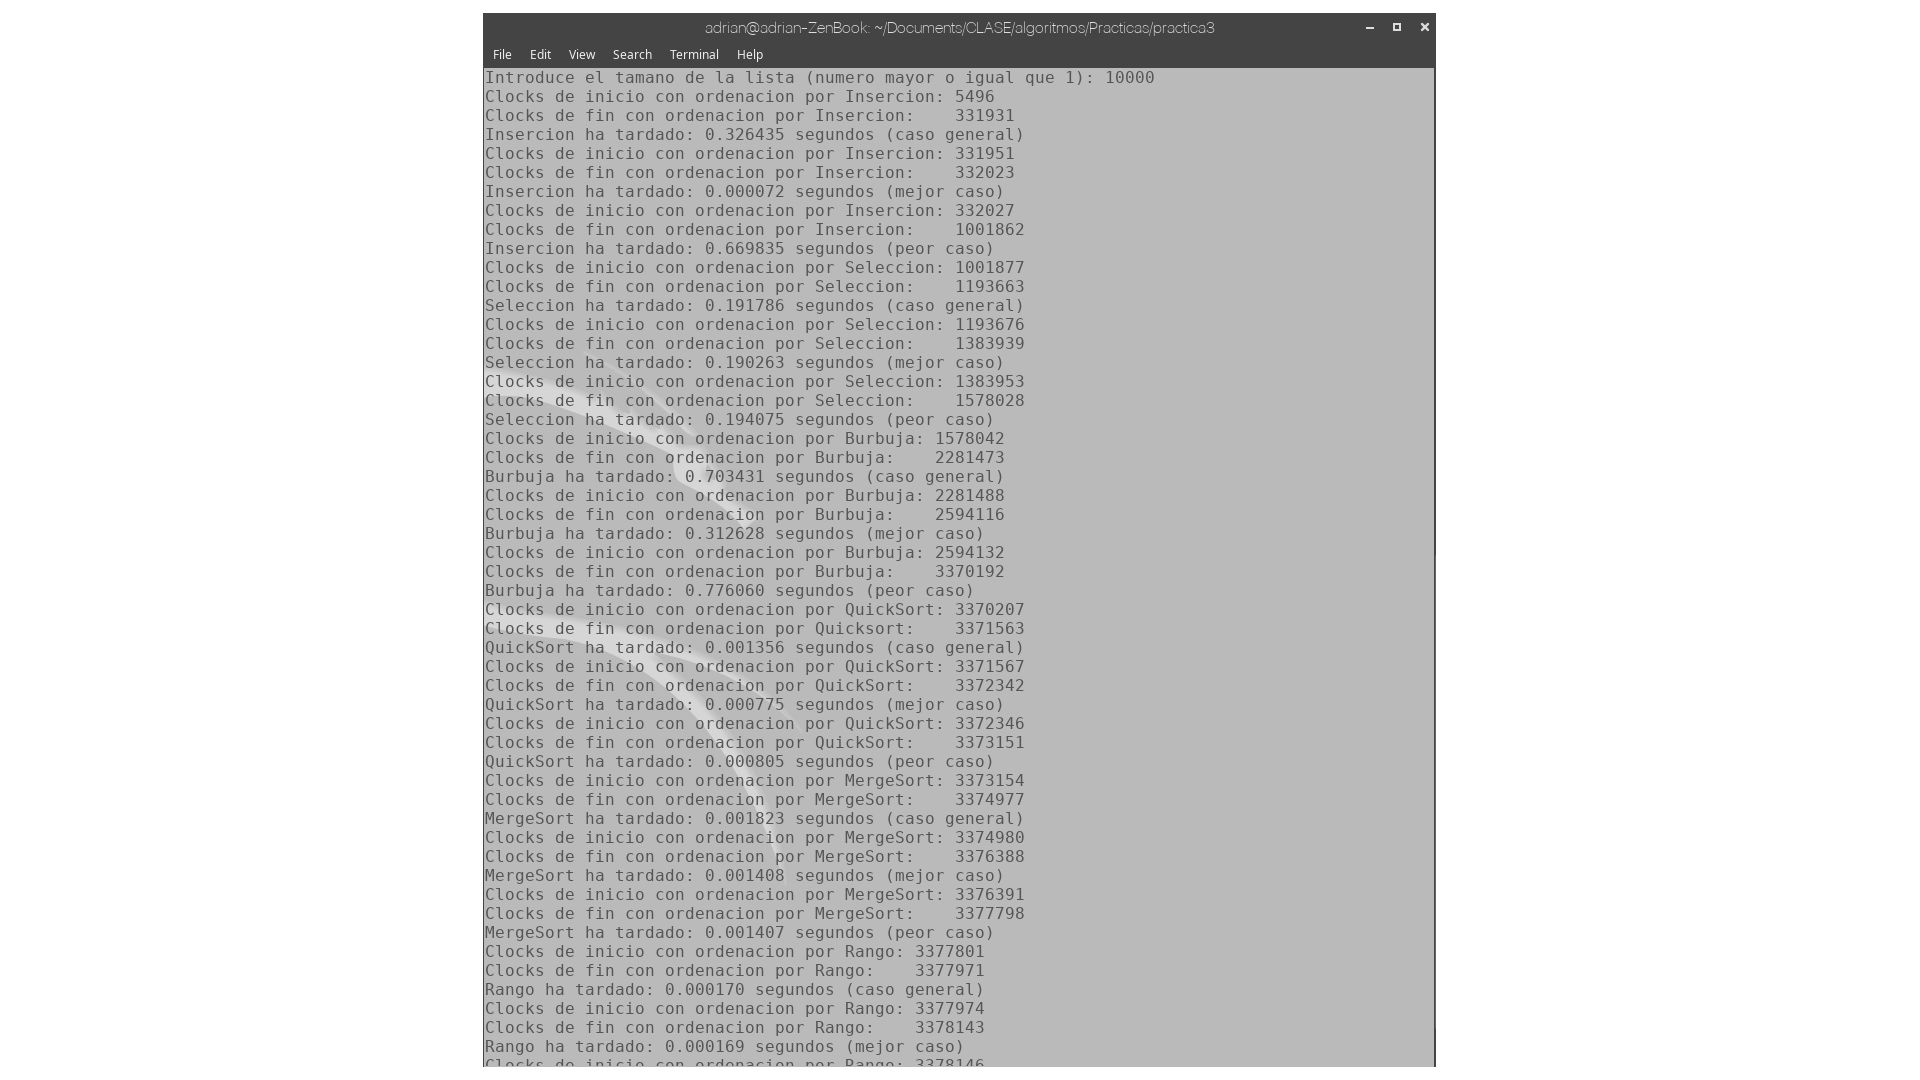 adrian@adrian-ZenBook: ~/Documents/CLASE/algoritmos/Practicas/practica3
File Edit View Search Terminal Help
Introduce el tamano de la lista (numero mayor o igual que 1): 10000
Clocks de inicio con ordenacion por Insercion: 5496
Clocks de fin con ordenacion por Insercion:    331931
Insercion ha tardado: 0.326435 segundos (caso general)
Clocks de inicio con ordenacion por Insercion: 331951
Clocks de fin con ordenacion por Insercion:    332023
Insercion ha tardado: 0.000072 segundos (mejor caso)
Clocks de inicio con ordenacion por Insercion: 332027
Clocks de fin con ordenacion por Insercion:    1001862
Insercion ha tardado: 0.669835 segundos (peor caso)
Clocks de inicio con ordenacion por Seleccion: 1001877
Clocks de fin con ordenacion por Seleccion:    1193663
Seleccion ha tardado: 0.191786 segundos (caso general)
Clocks de inicio con ordenacion por Seleccion: 1193676
Clocks de fin con ordenacion por Seleccion:    1383939
Seleccion ha tardado: 0.190263 segundos (mejor caso)
Clocks de inicio con ordenacion por Seleccion: 1383953
Clocks de fin con ordenacion por Seleccion:    1578028
Seleccion ha tardado: 0.194075 segundos (peor caso)
Clocks de inicio con ordenacion por Burbuja: 1578042
Clocks de fin con ordenacion por Burbuja:    2281473
Burbuja ha tardado: 0.703431 segundos (caso general)
Clocks de inicio con ordenacion por Burbuja: 2281488
Clocks de fin con ordenacion por Burbuja:    2594116
Burbuja ha tardado: 0.312628 segundos (mejor caso)
Clocks de inicio con ordenacion por Burbuja: 2594132
Clocks de fin con ordenacion por Burbuja:    3370192
Burbuja ha tardado: 0.776060 segundos (peor caso)
Clocks de inicio con ordenacion por QuickSort: 3370207
Clocks de fin con ordenacion por Quicksort:    3371563
QuickSort ha tardado: 0.001356 segundos (caso general)
Clocks de inicio con ordenacion por QuickSort: 3371567
Clocks de fin con ordenacion por QuickSort:    3372342
QuickSort ha tardado: 0.000775 segundos (mejor caso)
Clocks de inicio con ordenacion por QuickSort: 3372346
Clocks de fin con ordenacion por QuickSort:    3373151
QuickSort ha tardado: 0.000805 segundos (peor caso)
Clocks de inicio con ordenacion por MergeSort: 3373154
Clocks de fin con ordenacion por MergeSort:    3374977
MergeSort ha tardado: 0.001823 segundos (caso general)
Clocks de inicio con ordenacion por MergeSort: 3374980
Clocks de fin con ordenacion por MergeSort:    3376388
MergeSort ha tardado: 0.001408 segundos (mejor caso)
Clocks de inicio con ordenacion por MergeSort: 3376391
Clocks de fin con ordenacion por MergeSort:    3377798
MergeSort ha tardado: 0.001407 segundos (peor caso)
Clocks de inicio con ordenacion por Rango: 3377801
Clocks de fin con ordenacion por Rango:    3377971
Rango ha tardado: 0.000170 segundos (caso general)
Clocks de inicio con ordenacion por Rango: 3377974
Clocks de fin con ordenacion por Rango:    3378143
Rango ha tardado: 0.000169 segundos (mejor caso)
Clocks de inicio con ordenacion por Rango: 3378146